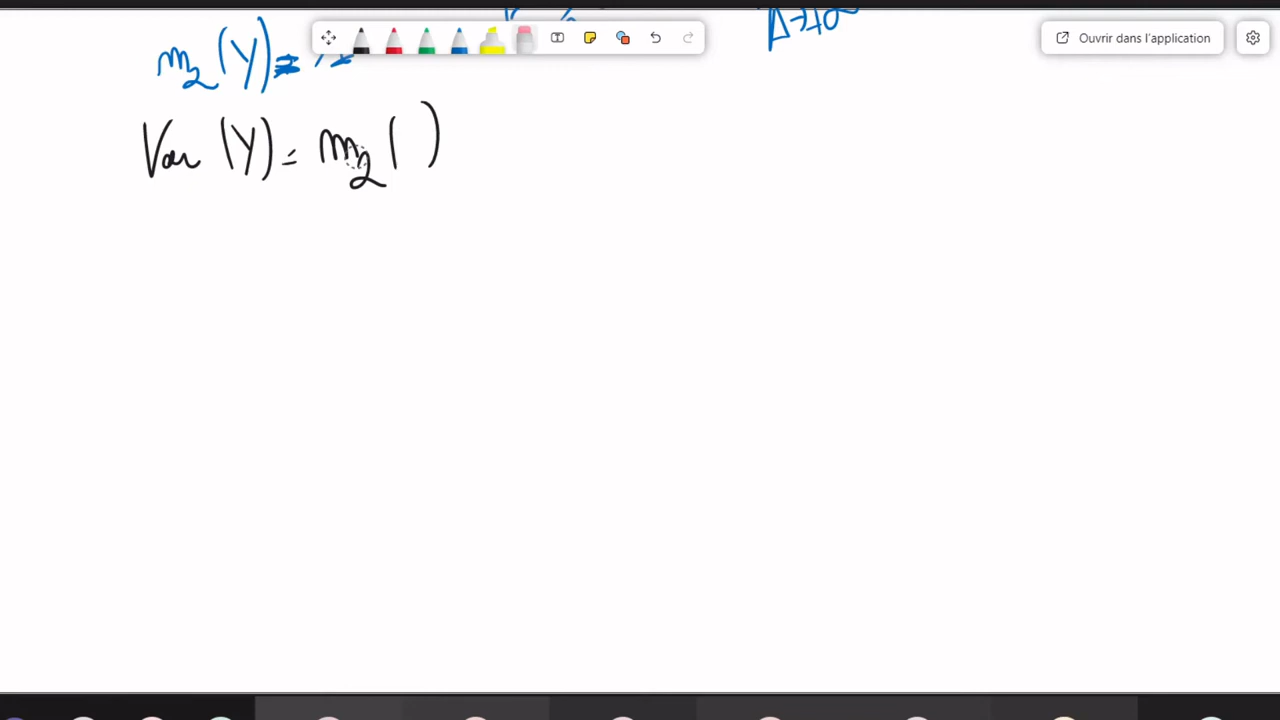 Ouvrir dans l'application
m₂(Y)=
Var (Y) = m₂( )